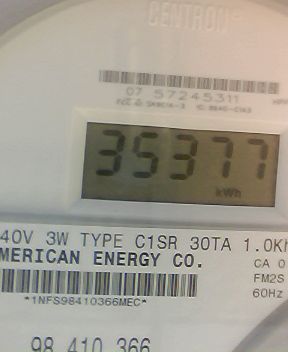 CENTRON
07 57245311
35377
kWh
40V 3W TYPE C1SR 30TA 1.0Kh
MERICAN ENERGY CO.
CA 0
FM2S
60Hz
*1NFS98410366MEC*
98 410 366